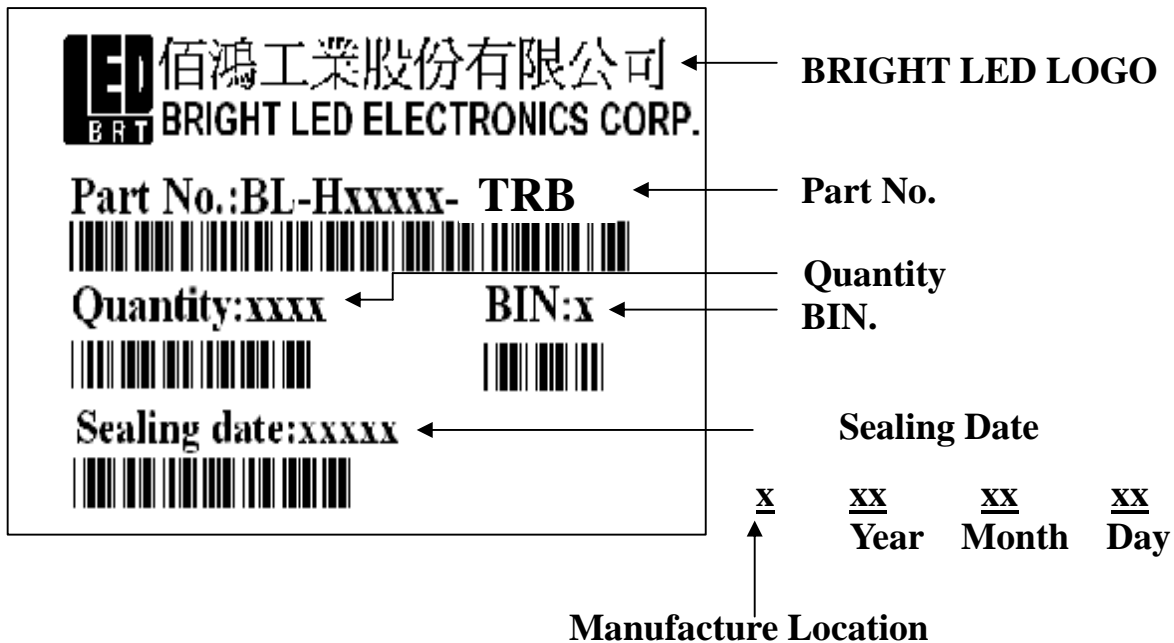 LED 佰鴻工業股份有限公司
BRT BRIGHT LED ELECTRONICS CORP.
BRIGHT LED LOGO
Part No.:BL-Hxxxxx- TRB
Part No.
Quantity:xxxx
BIN:x
Quantity
BIN.
Sealing date:xxxxx
Sealing Date
x xx xx xx
Year Month Day
Manufacture Location